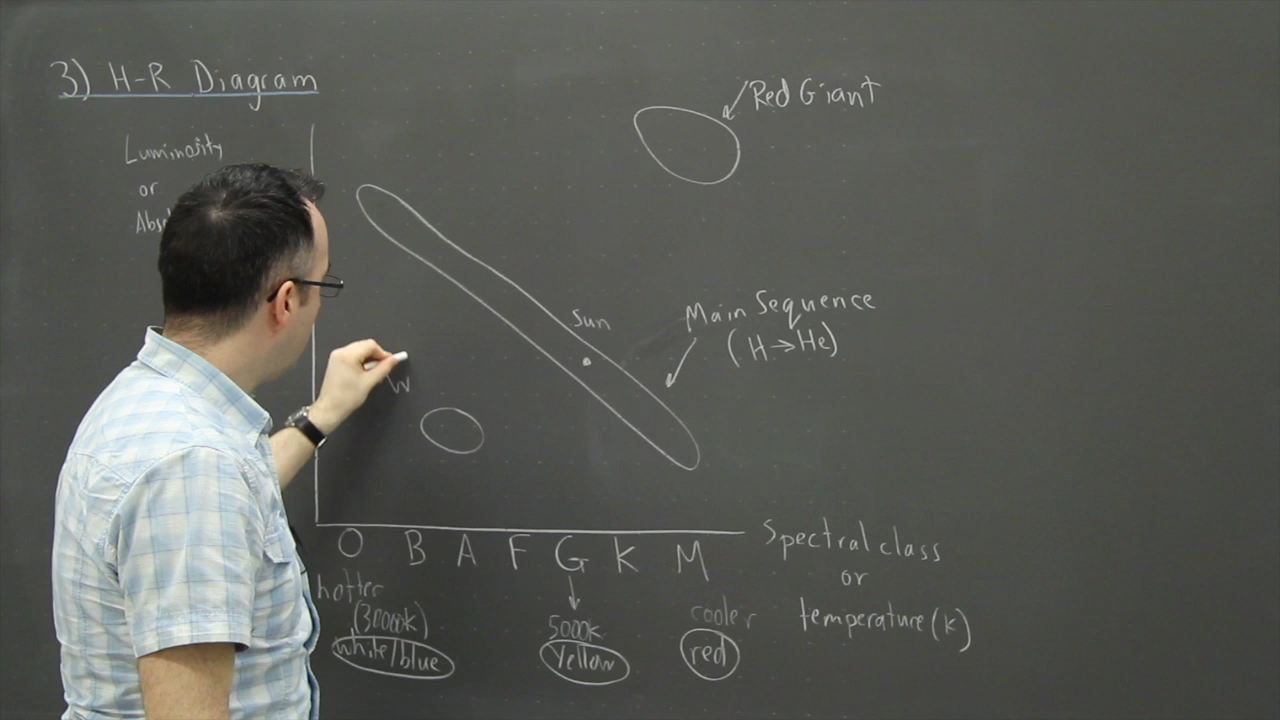 3) H-R Diagram
Luminosity
or
Red Giant
Sun
Main Sequence
(H→He)
W
O B A F G K M
Spectral class
or
temperature (K)
hotter
(30000k)
white/blue
5000k
Yellow
cooler
red